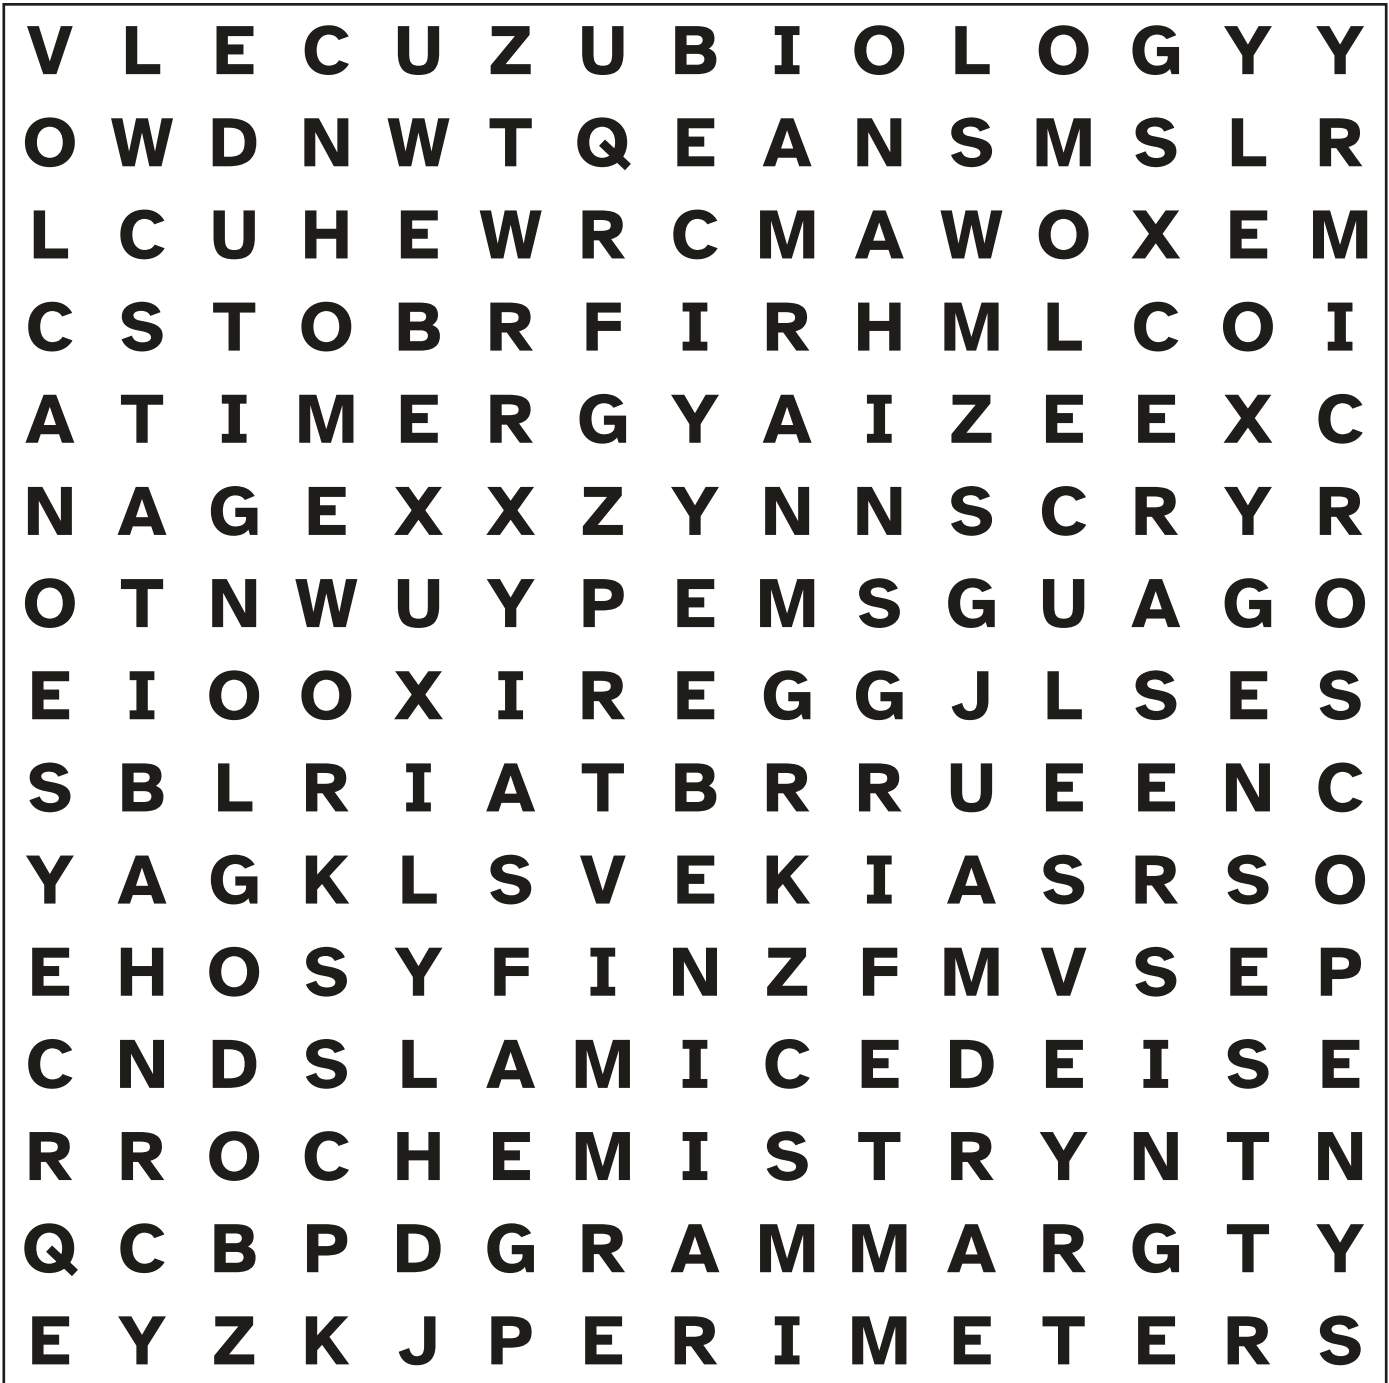 V L E C U Z U B I O L O G Y Y
O W D N W T Q E A N S M S L R
L C U H E W R C M A W O X E M
C S T O B R F I R H M L C O I
A T I M E R G Y A I Z E E X C
N A G E X X Z Y N N S C R Y R
O T N W U Y P E M S G U A G O
E I O O X I R E G G J L S E S
S B L R I A T B R R U E E N C
Y A G K L S V E K I A S R S O
E H O S Y F I N Z F M V S E P
C N D S L A M I C E D E I S E
R R O C H E M I S T R Y N T N
Q C B P D G R A M M A R G T Y
E Y Z K J P E R I M E T E R S